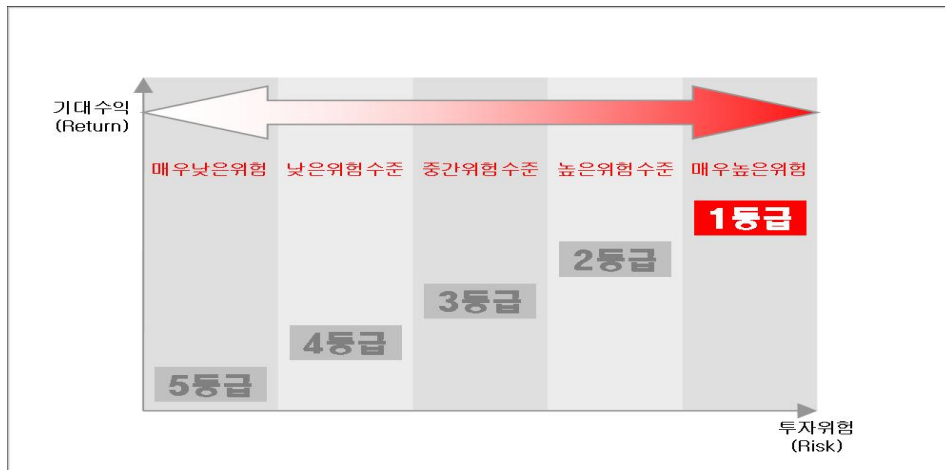 기대수익
(Return)
매우낮은위험 낮은위험수준 중간위험수준 높은위험수준 매우높은위험
1등급
2등급
3등급
4등급
5등급
투자위험
(Risk)